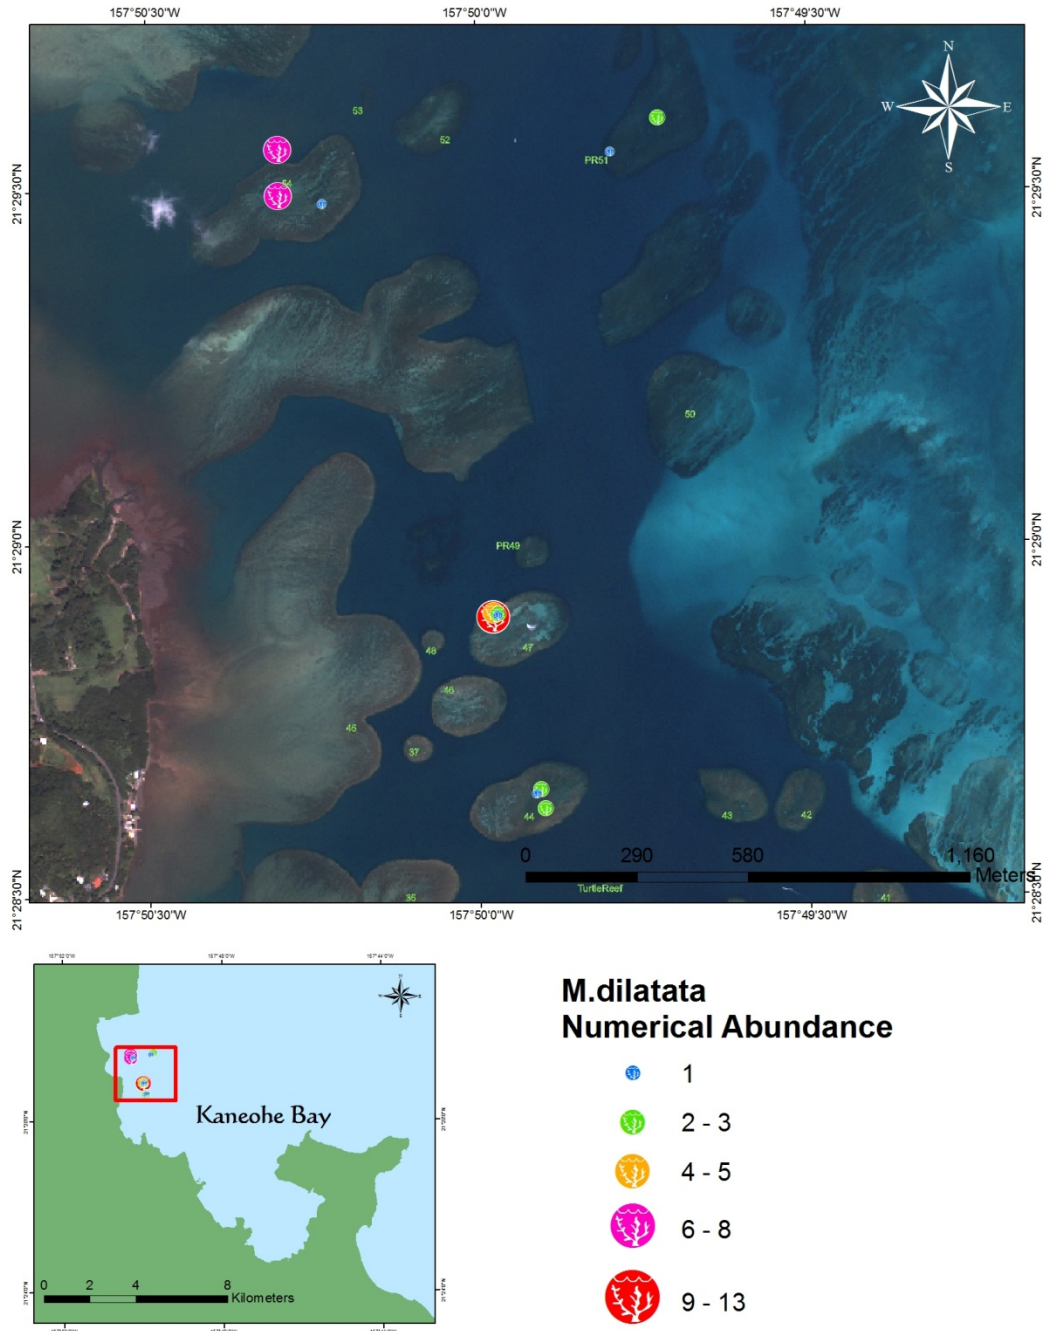 157°50'30"W
157°50'0"W
157°49'30"W
N
W
E
S
53
52
PR51
54
21°29'30"N
21°29'30"N
50
PR49
21°29'0"N
21°29'0"N
48
47
46
45
37
44
43
42
0
290
580
1,160
Meters
TurtleReef
36
41
21°28'30"N
21°28'30"N
157°50'30"W
157°50'0"W
157°49'30"W
M.dilatata
Numerical Abundance
1
2 - 3
4 - 5
6 - 8
9 - 13
Kaneohe Bay
0
2
4
8
Kilometers